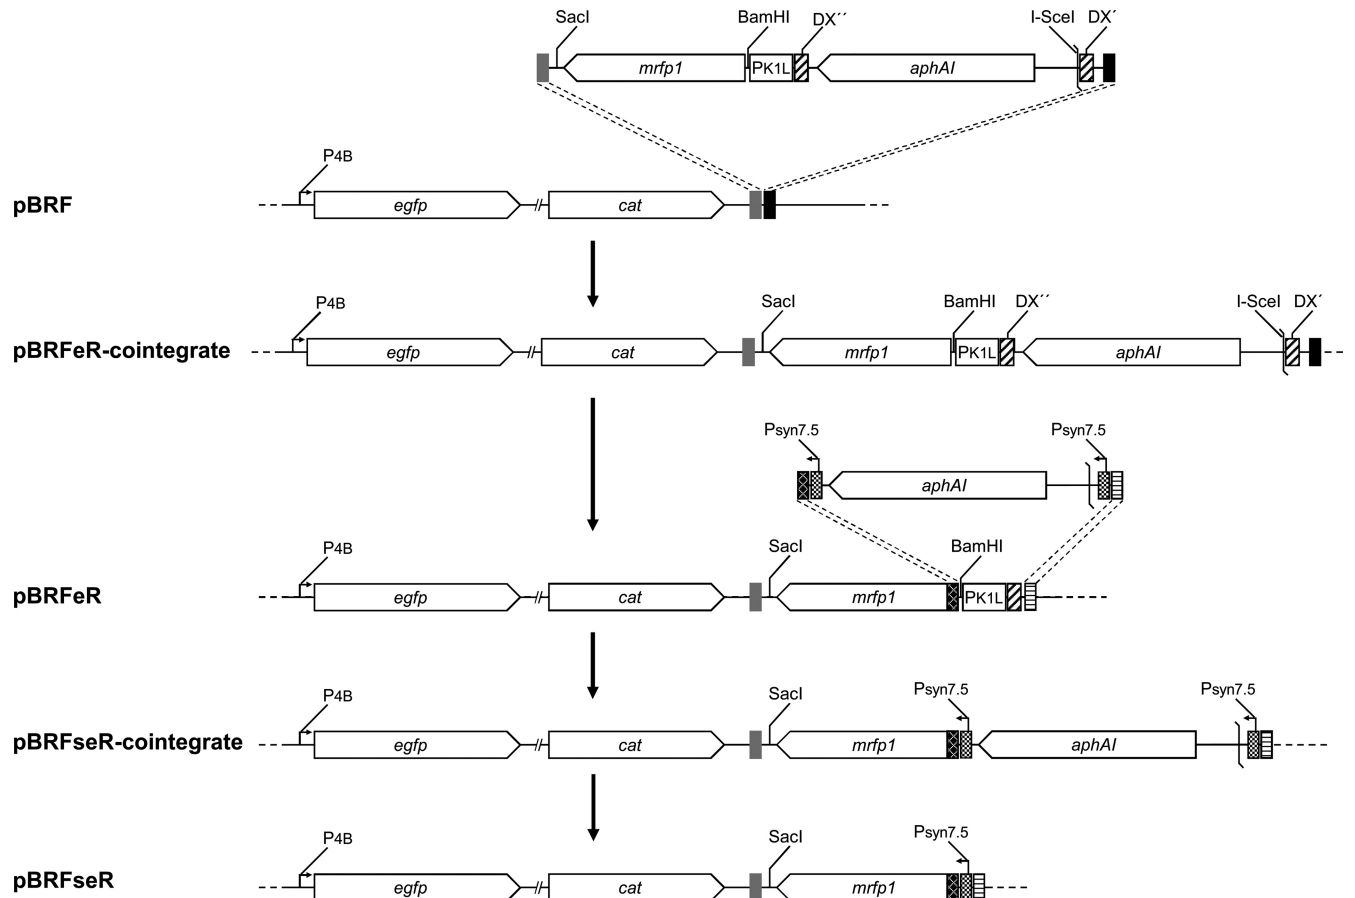 SacI BamHI DX´´ I-SceI DX´
mrfp1 PK1L aphAI
P4B
pBRF egfp cat
P4B SacI BamHI DX´´ I-SceI DX´
pBRFeR-cointegrate egfp cat mrfp1 PK1L aphAI
Psyn7.5 Psyn7.5
aphAI
P4B SacI BamHI
pBRFeR egfp cat mrfp1 PK1L
P4B SacI Psyn7.5 Psyn7.5
pBRFseR-cointegrate egfp cat mrfp1 aphAI
P4B SacI Psyn7.5
pBRFseR egfp cat mrfp1